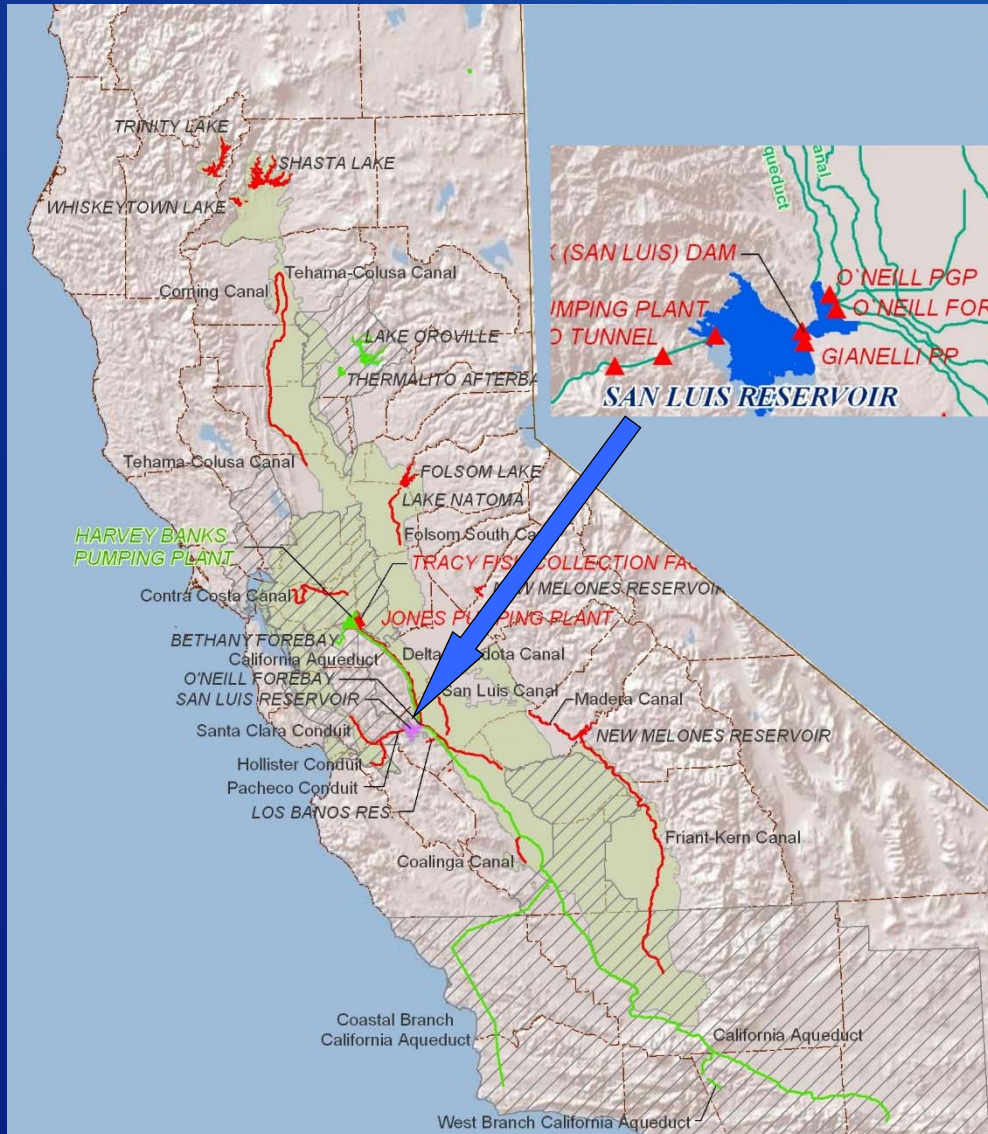 TRINITY LAKE
SHASTA LAKE
WHISKEYTOWN LAKE
Tehama-Colusa Canal
Corning Canal
LAKE OROVILLE
THERMALITO AFTERBA
Tehama-Colusa Canal
FOLSOM LAKE
LAKE NATOMA
Folsom South Ca
HARVEY BANKS
PUMPING PLANT
TRACY FISH COLLECTION FAC
NEW MELONES RESERVOIR
Contra Costa Canal
JONES PUMPING PLANT
BETHANY FOREBAY
California Aqueduct
Delta dota Canal
O'NEILL FOREBAY
SAN LUIS RESERVOIR
San Luis Canal
Madera Canal
Santa Clara Conduit
NEW MELONES RESERVOIR
Hollister Conduit
Pacheco Conduit
LOS BANOS RES.
Friant-Kern Canal
Coalinga Canal
Coastal Branch
California Aqueduct
California Aqueduct
West Branch California Aqueduct
queduct
anal
K (SAN LUIS) DAM
O`NEILL PGP
UMPING PLANT
O`NEILL FOR
O TUNNEL
GIANELLI PP
SAN LUIS RESERVOIR